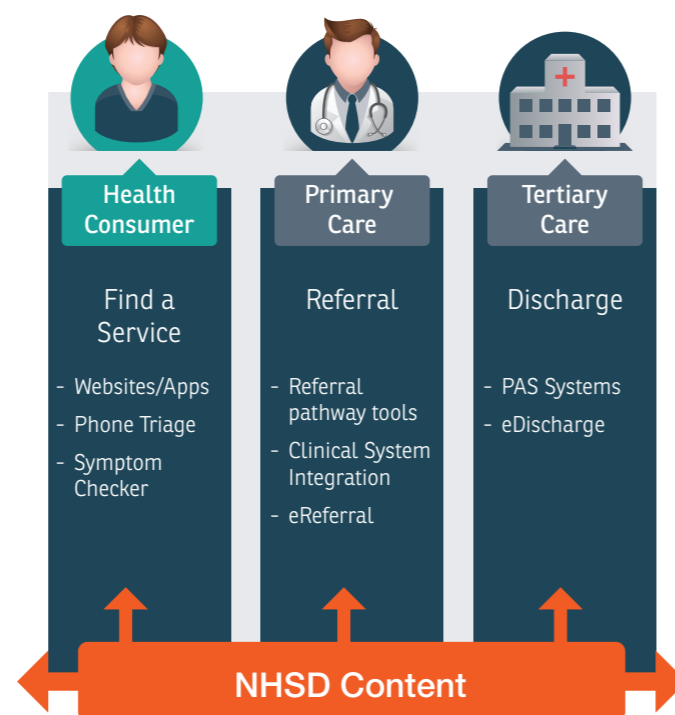 Health
Consumer
Find a
Service
- Websites/Apps
- Phone Triage
- Symptom
Checker
Primary
Care
Referral
- Referral
pathway tools
- Clinical System
Integration
- eReferral
Tertiary
Care
Discharge
- PAS Systems
- eDischarge
NHSD Content